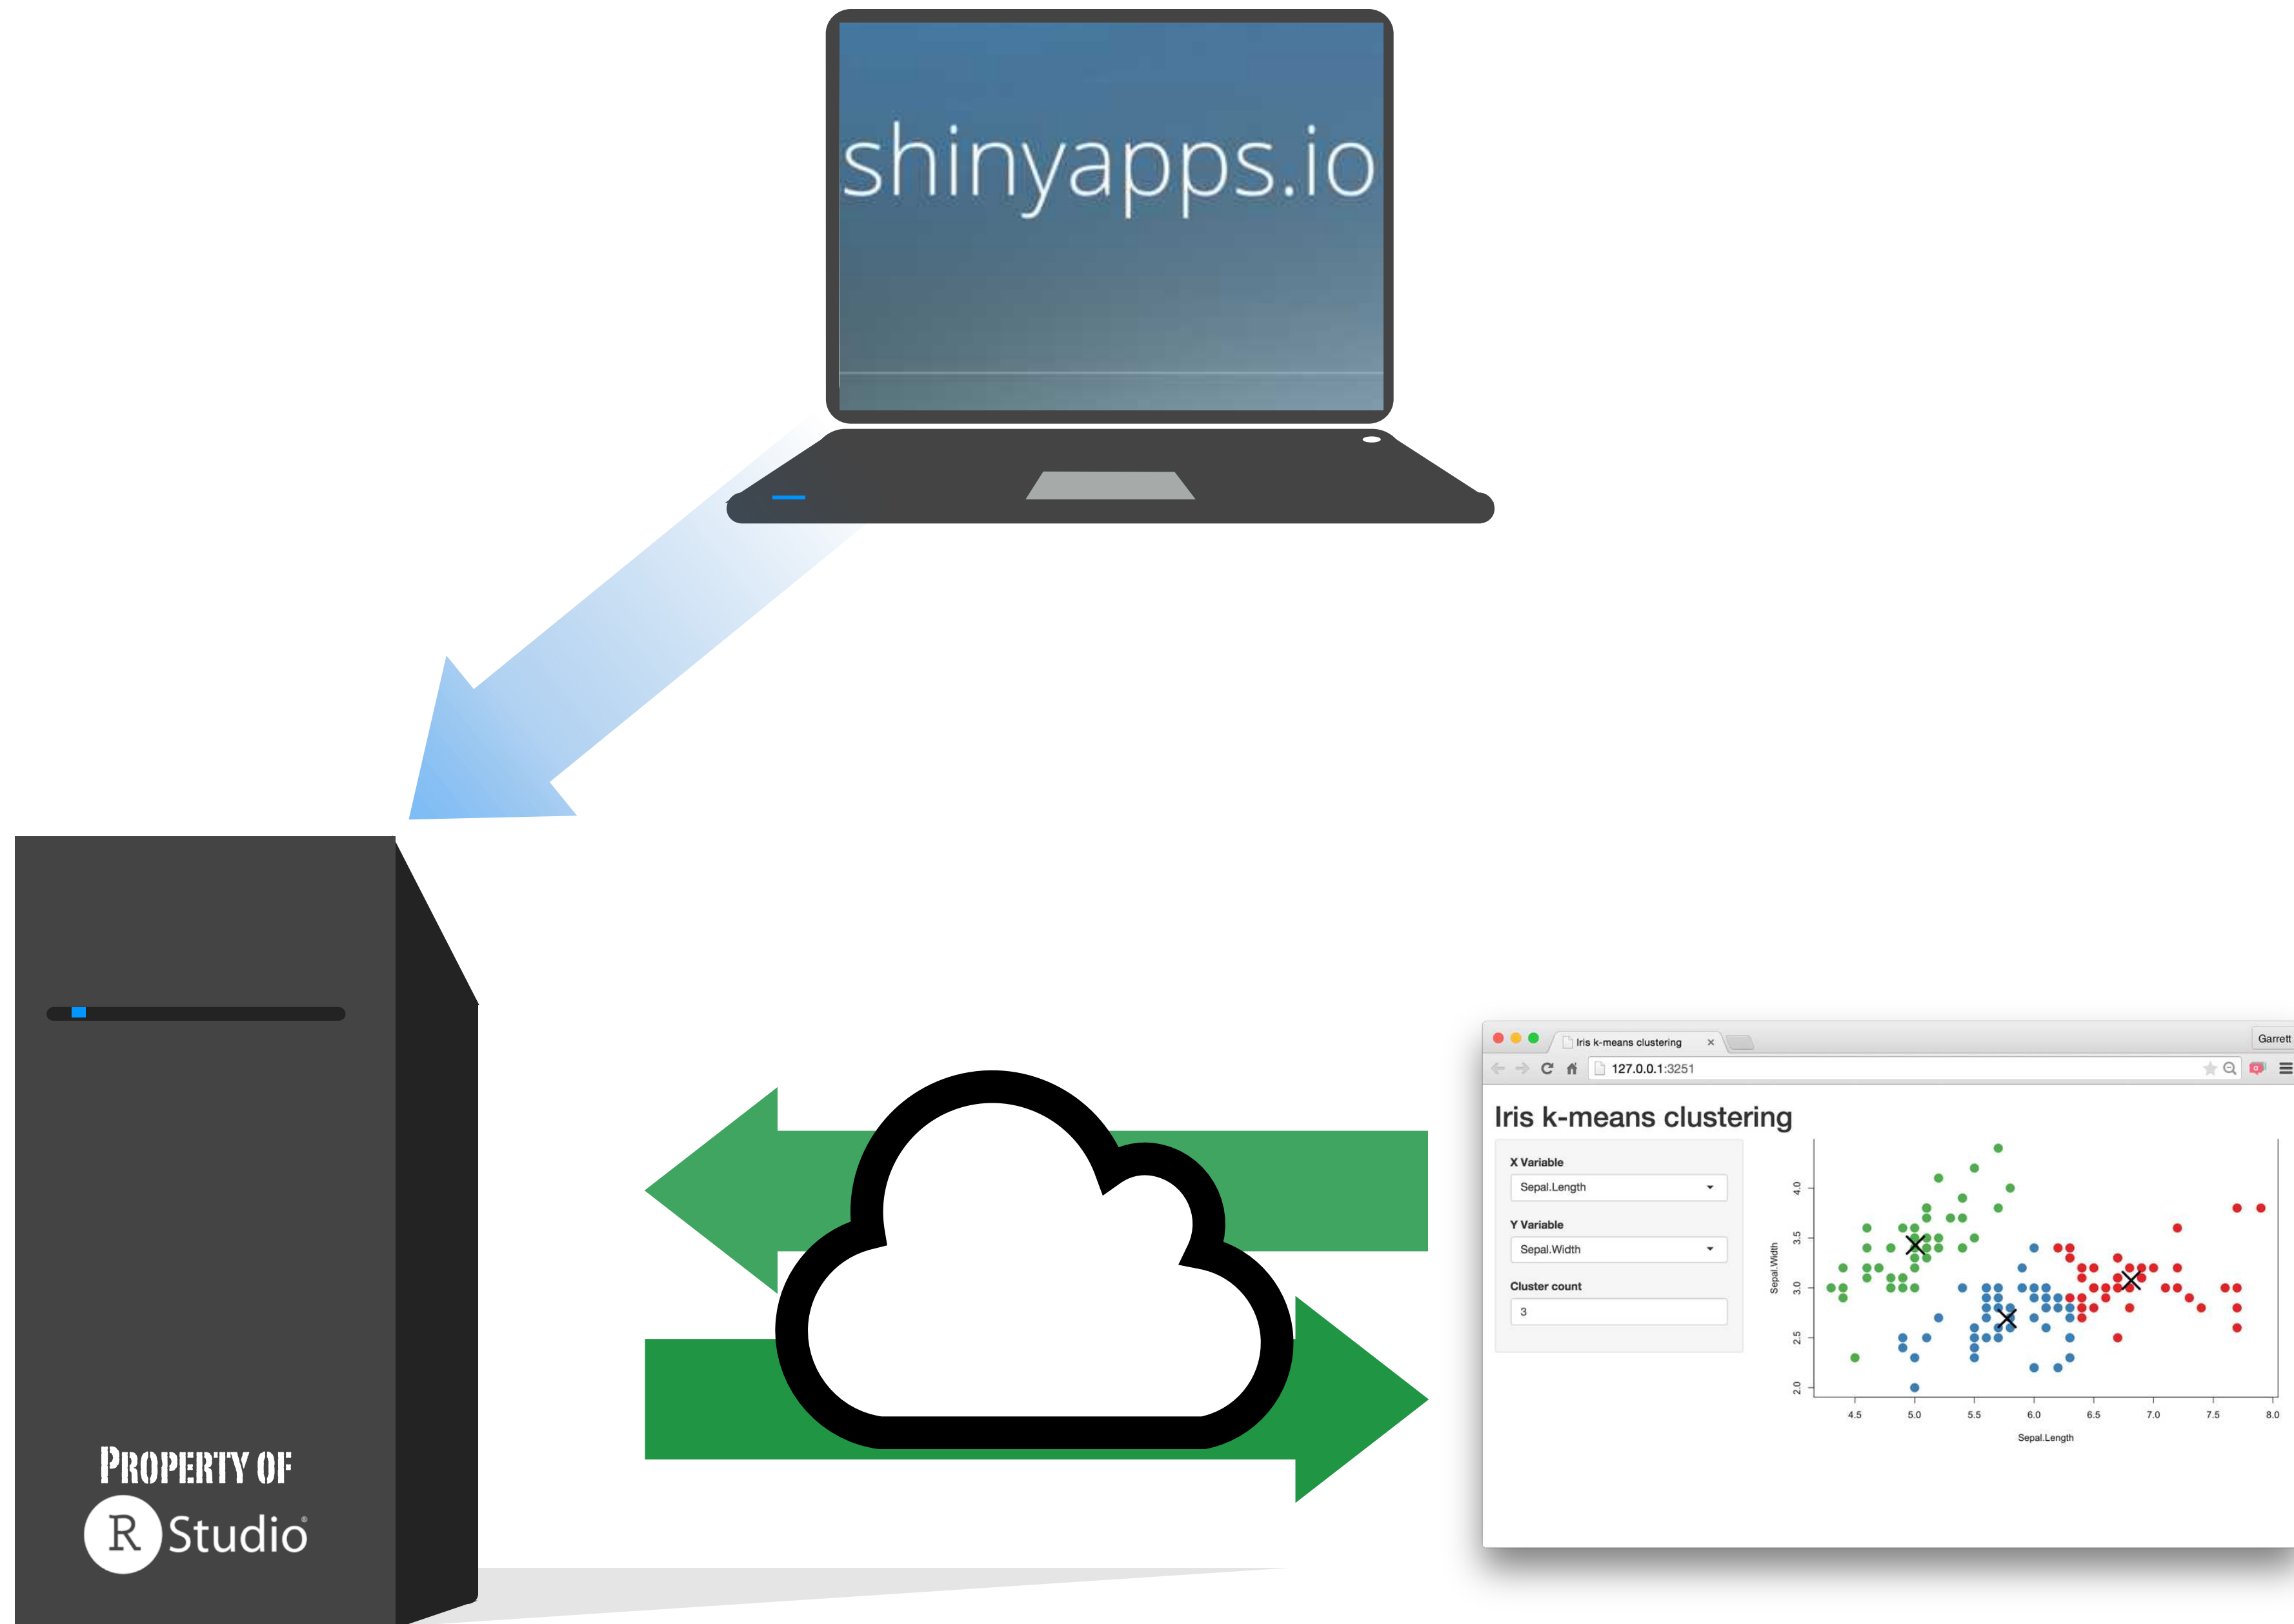 shinyapps.io
PROPERTY OF
R Studio®
Iris k-means clustering
Garrett
127.0.0.1:3251
Iris k-means clustering
X Variable
Sepal.Length
Y Variable
Sepal.Width
Cluster count
3
Sepal.Width
4.0
3.5
3.0
2.5
2.0
4.5 5.0 5.5 6.0 6.5 7.0 7.5 8.0
Sepal.Length